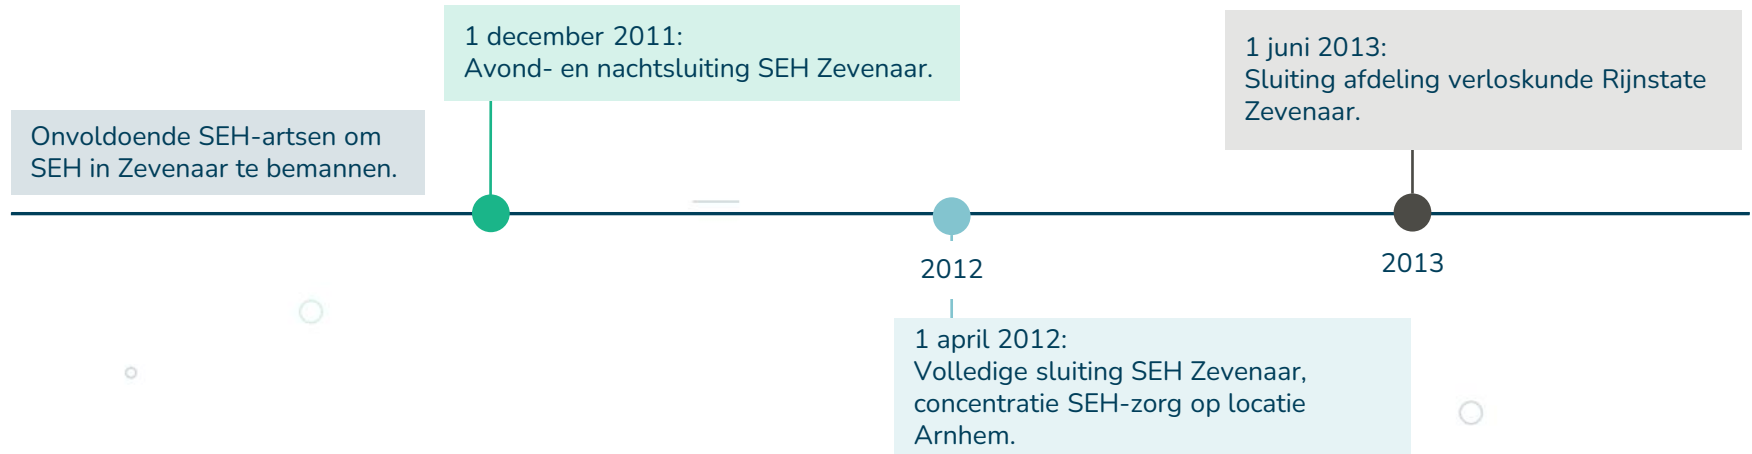 Onvoldoende SEH-artsen om
SEH in Zevenaar te bemannen.
1 december 2011:
Avond- en nachtsluiting SEH Zevenaar.
2012
1 april 2012:
Volledige sluiting SEH Zevenaar,
concentratie SEH-zorg op locatie
Arnhem.
1 juni 2013:
Sluiting afdeling verloskunde Rijnstate
Zevenaar.
2013